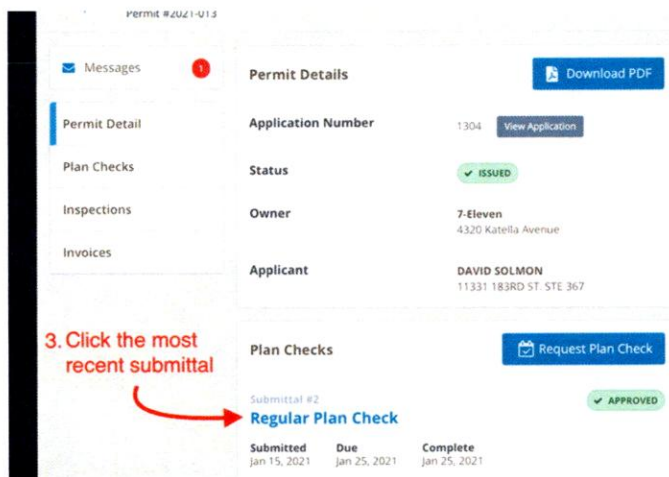 Permit #2021-013
Messages 1
Permit Details
Download PDF
Permit Detail
Application Number 1304 View Application
Plan Checks
Status ISSUED
Inspections
Owner 7-Eleven
4320 Katella Avenue
Invoices
Applicant DAVID SOLMON
11331 183RD ST. STE 367
3. Click the most
recent submittal
Plan Checks
Request Plan Check
Submittal #2
APPROVED
Regular Plan Check
Submitted Due Complete
Jan 15, 2021 Jan 25, 2021 Jan 25, 2021